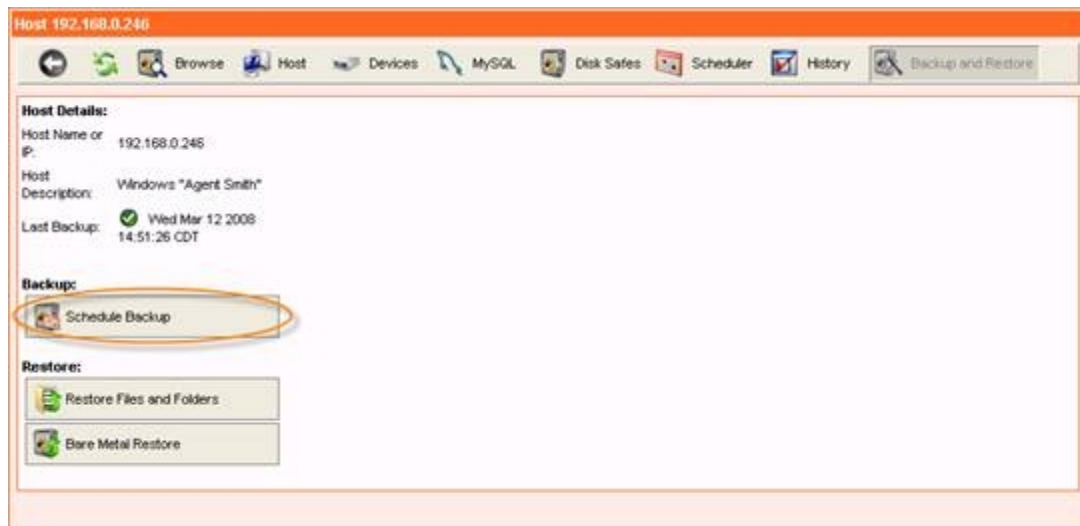 Host 192.168.0.246
Browse Host Devices MySQL Disk Safes Scheduler History Backup and Restore
Host Details:
Host Name or
IP: 192.168.0.246
Host
Description: Windows "Agent Smith"
Last Backup: Wed Mar 12 2008
14:51:26 CDT
Backup:
Schedule Backup
Restore:
Restore Files and Folders
Bare Metal Restore